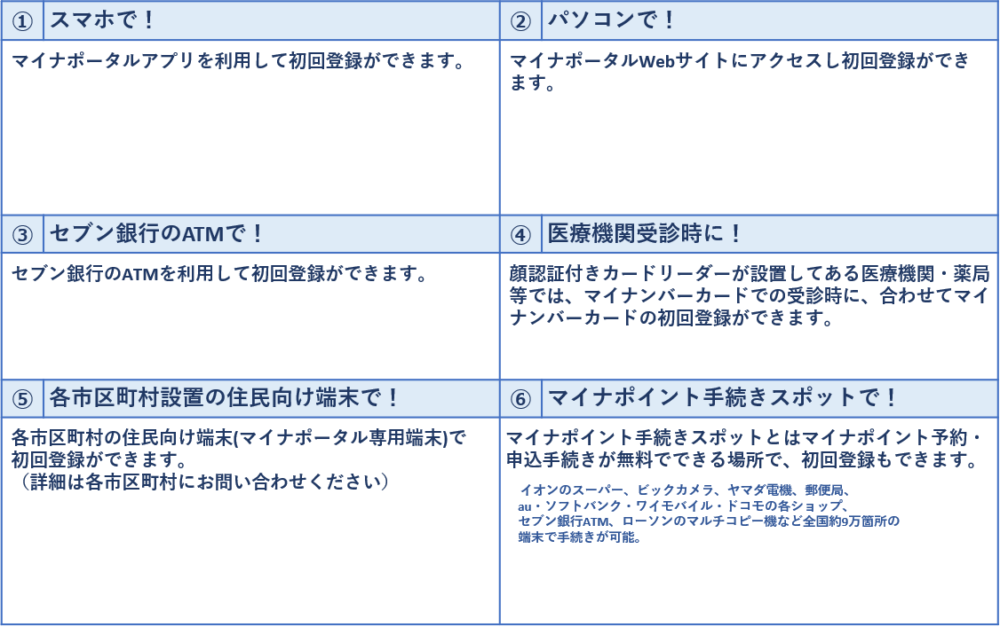 ① スマホで！
マイナポータルアプリを利用して初回登録ができます。
② パソコンで！
マイナポータルWebサイトにアクセスし初回登録ができ
ます。
③ セブン銀行のATMで！
セブン銀行のATMを利用して初回登録ができます。
④ 医療機関受診時に！
顔認証付きカードリーダーが設置してある医療機関・薬局
等では、マイナンバーカードでの受診時に、合わせてマイ
ナンバーカードの初回登録ができます。
⑤ 各市区町村設置の住民向け端末で！
各市区町村の住民向け端末(マイナポータル専用端末)で
初回登録ができます。
（詳細は各市区町村にお問い合わせください）
⑥ マイナポイント手続きスポットで！
マイナポイント手続きスポットとはマイナポイント予約・
申込手続きが無料でできる場所で、初回登録もできます。
イオンのスーパー、ビックカメラ、ヤマダ電機、郵便局、
au・ソフトバンク・ワイモバイル・ドコモの各ショップ、
セブン銀行ATM、ローソンのマルチコピー機など全国約9万箇所の
端末で手続きが可能。